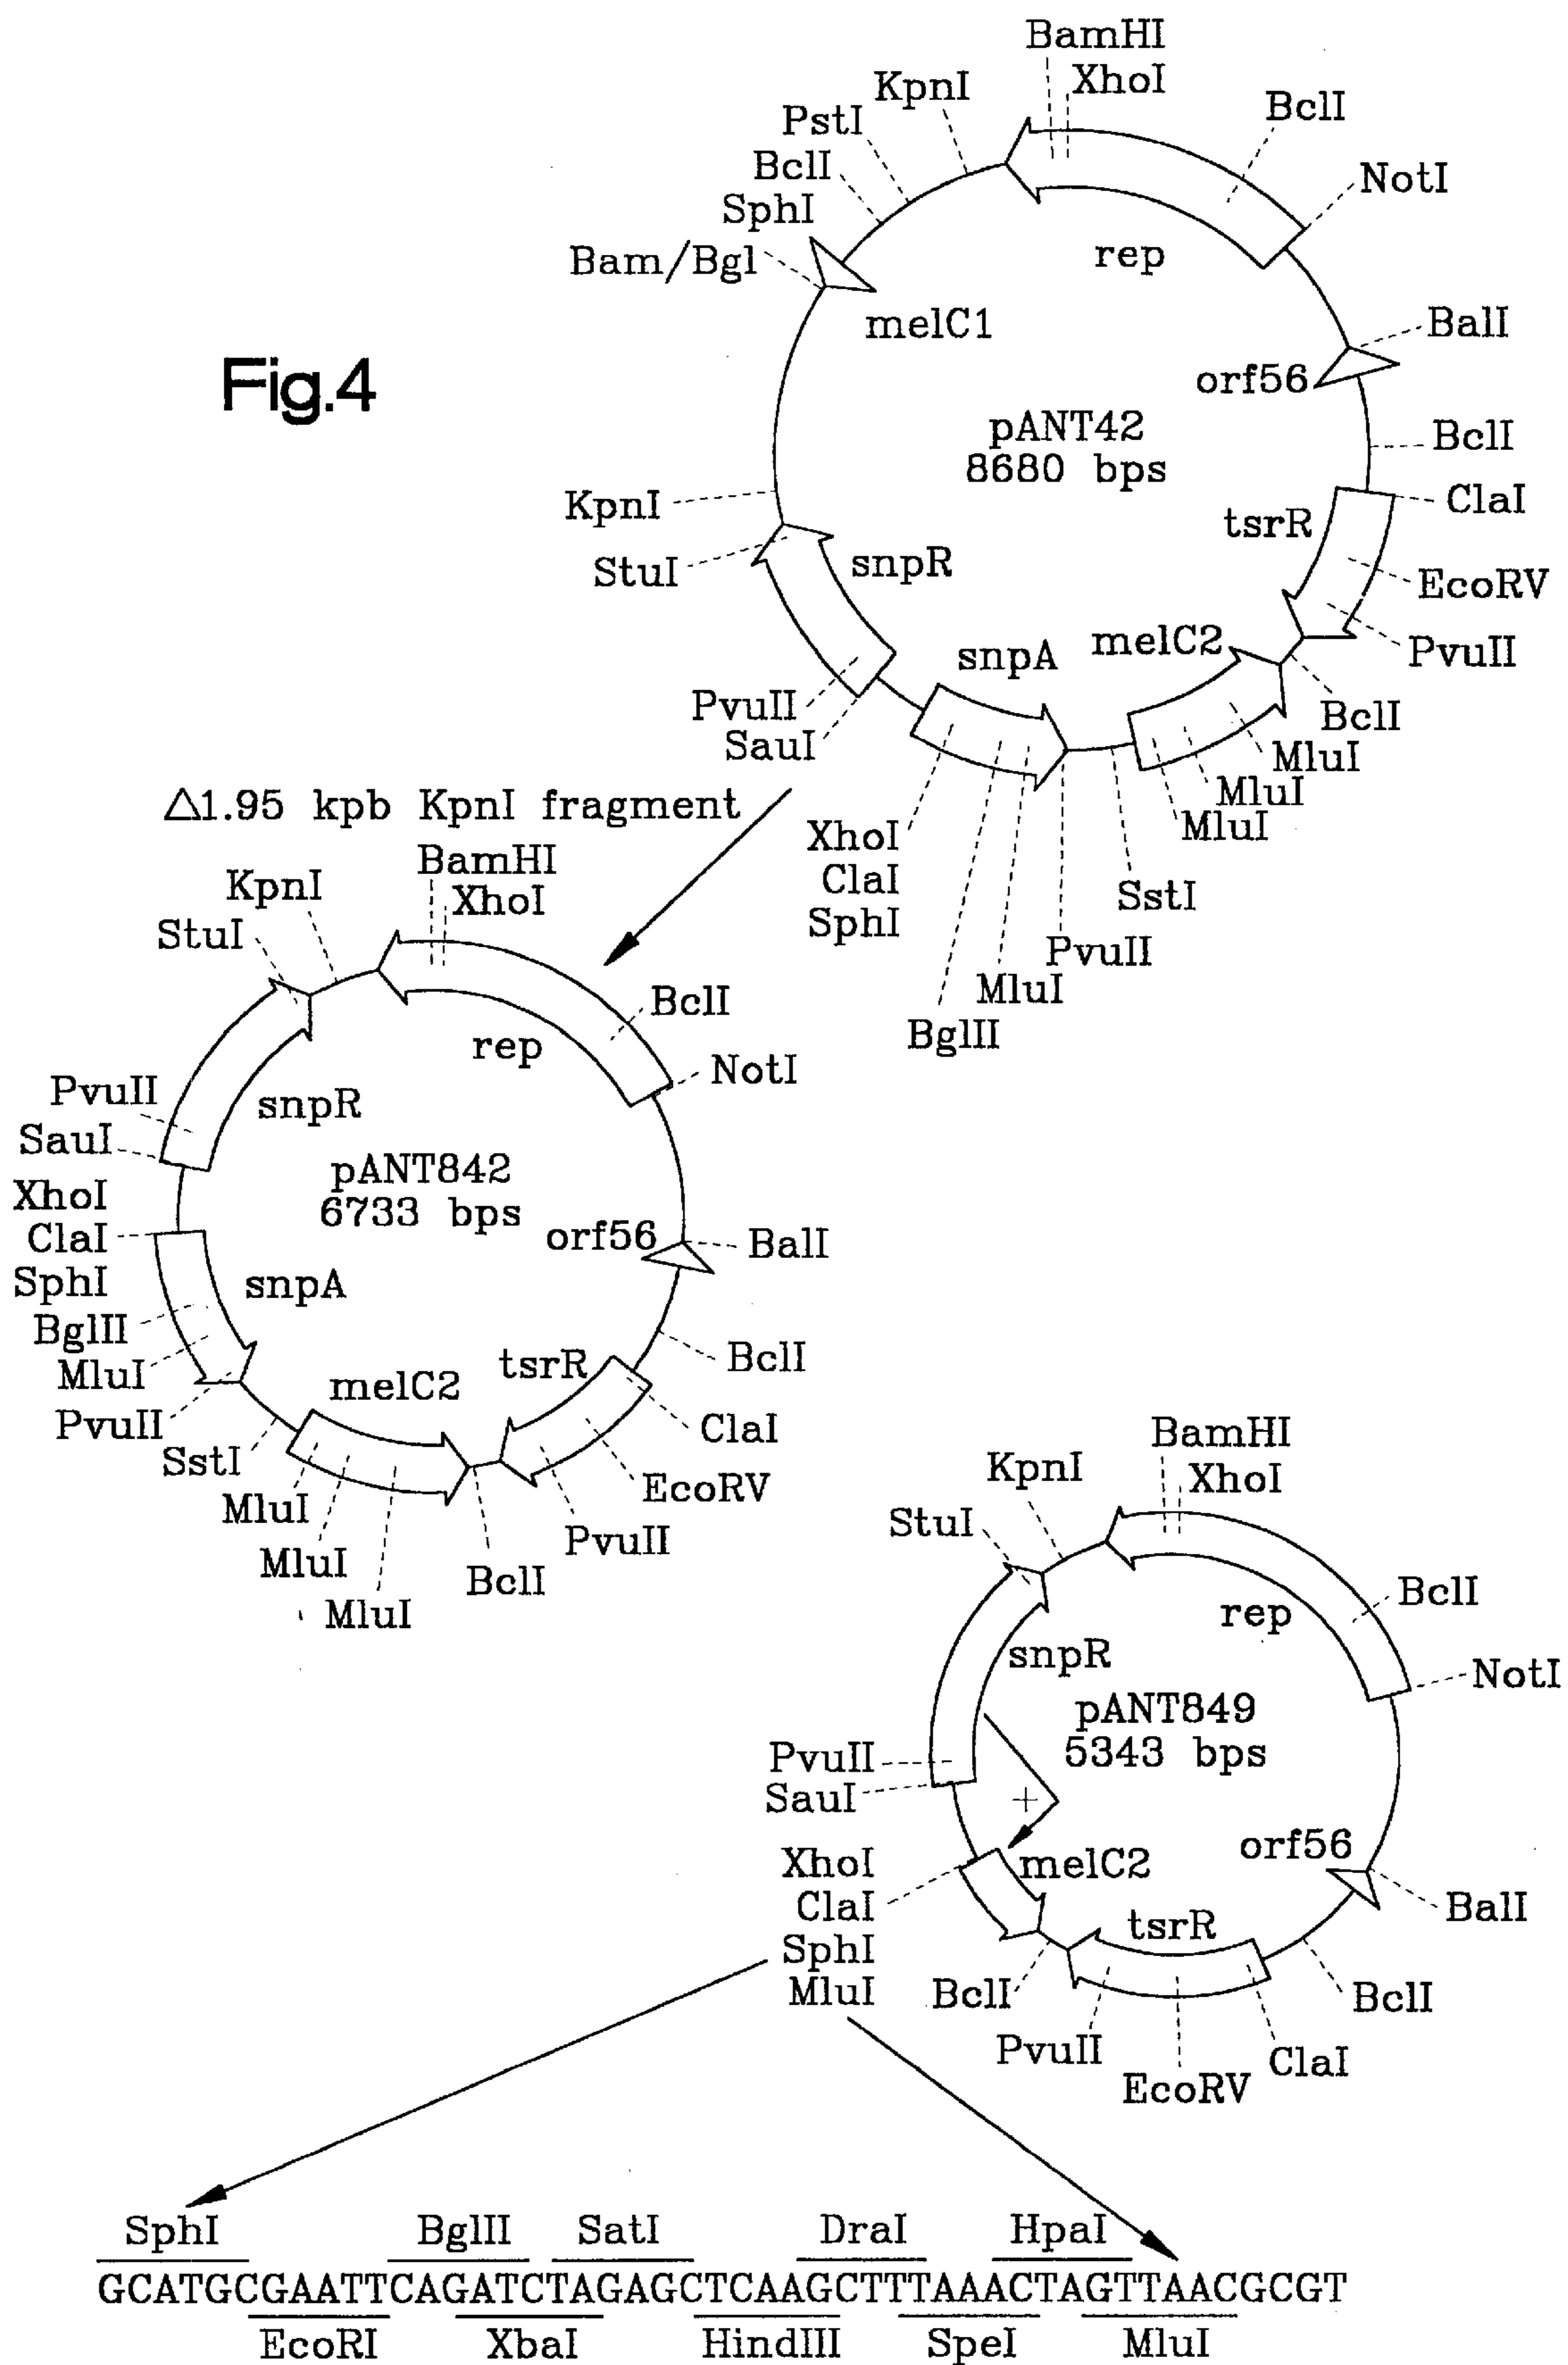 Fig.4
BamHI
XhoI
KpnI
PstI
BclI
SphI
Bam/Bgl
BclI
NotI
rep
melC1
BalI
orf56
pANT42
8680 bps
BclI
ClaI
tsrR
EcoRV
PvuII
KpnI
StuI
snpR
snpA
melC2
PvuII
SauI
BclI
MluI
MluI
MluI
XhoI
ClaI
SphI
SstI
PvuII
MluI
BglII
△1.95 kpb KpnI fragment
BamHI
XhoI
KpnI
StuI
BclI
rep
NotI
PvuII
snpR
SauI
pANT842
6733 bps
XhoI
ClaI
SphI
orf56
BalI
snpA
BglII
MluI
PvuII
BclI
tsrR
melC2
ClaI
SstI
EcoRV
MluI
PvuII
MluI
BclI
MluI
BamHI
XhoI
KpnI
StuI
BclI
rep
snpR
NotI
pANT849
5343 bps
PvuII
SauI
+
orf56
XhoI
ClaI
SphI
MluI
melC2
BalI
tsrR
BclI
BclI
PvuII
ClaI
EcoRV
SphI BglII SatI DraI HpaI
GCATGCGAATTCAGATCTAGAGCTCAAGCTTTAAACTAGTTAACGCGT
EcoRI XbaI HindIII SpeI MluI